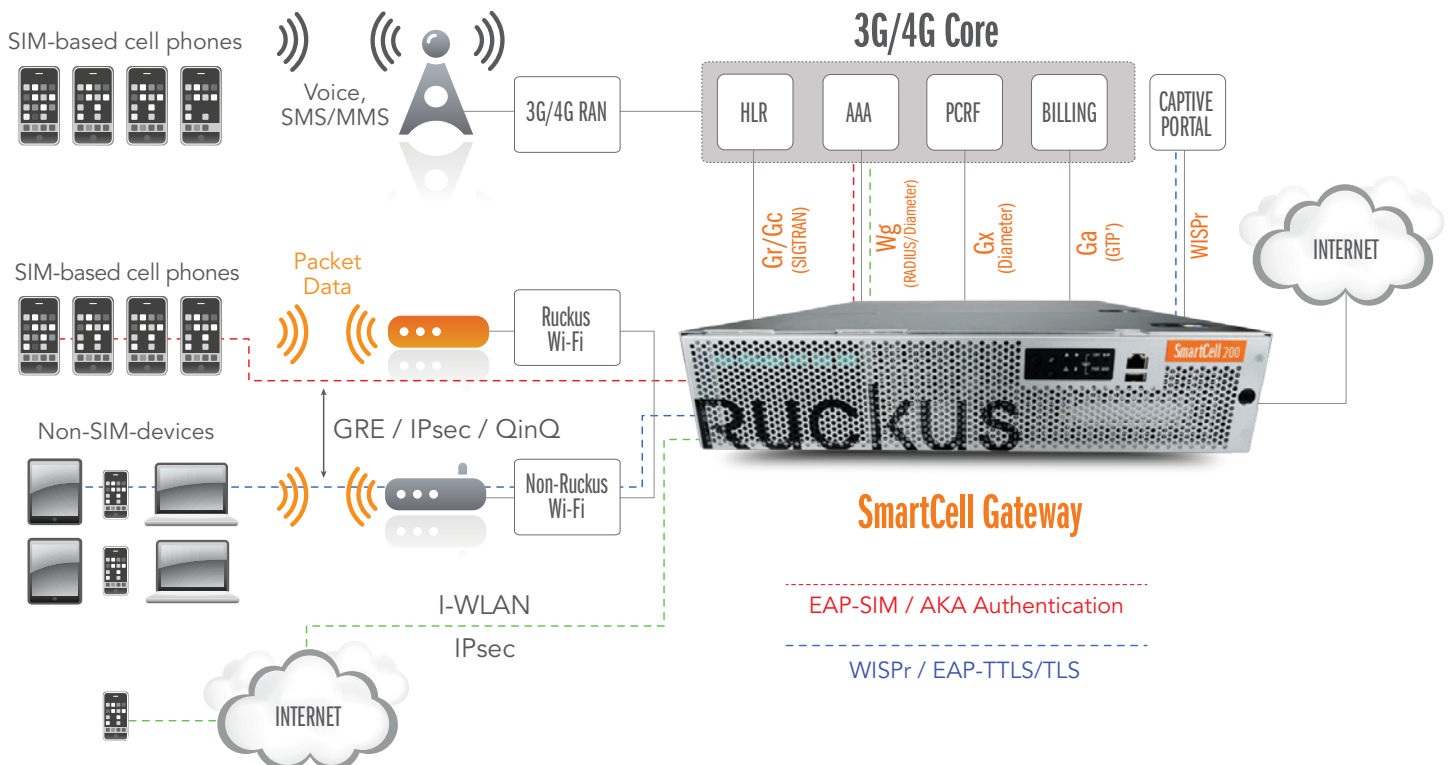 SIM-based cell phones
Voice,
SMS/MMS
3G/4G RAN
3G/4G Core
HLR
AAA
PCRF
BILLING
CAPTIVE
PORTAL
Gr/Gc
(SIGTRAN)
Wg
(RADIUS/Diameter)
Gx
(Diameter)
Ga
(GTP')
WISPr
INTERNET
SIM-based cell phones
Packet
Data
Ruckus
Wi-Fi
SmartCell 200
Ruckus
GRE / IPsec / QinQ
Non-SIM-devices
Non-Ruckus
Wi-Fi
SmartCell Gateway
I-WLAN
IPsec
EAP-SIM / AKA Authentication
WISPr / EAP-TTLS/TLS
INTERNET